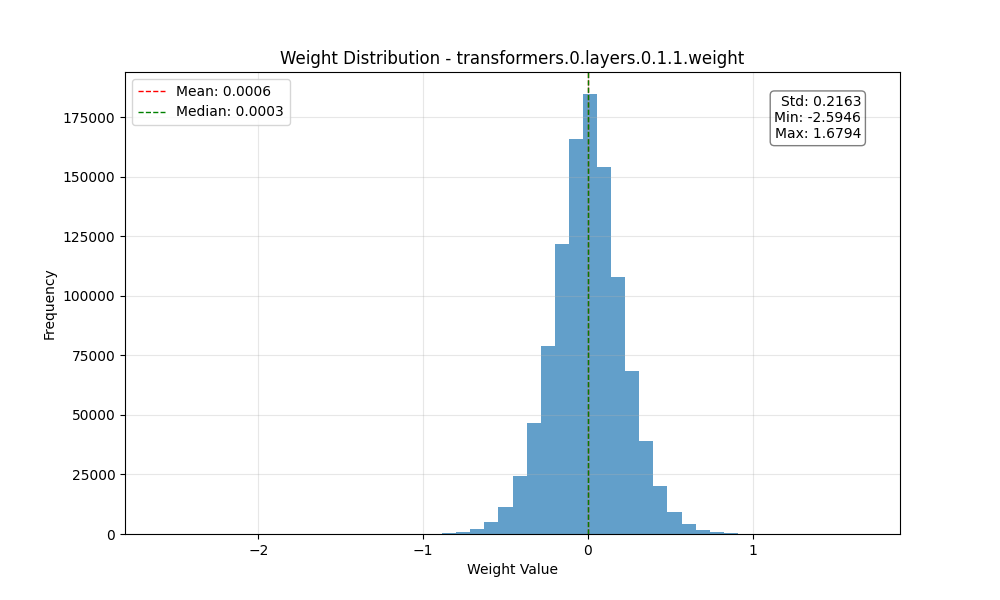 Weight Distribution - transformers.0.layers.0.1.1.weight
Mean: 0.0006
Median: 0.0003
Std: 0.2163
Min: -2.5946
Max: 1.6794
175000
150000
125000
100000
75000
50000
25000
0
Frequency
−2
−1
0
1
Weight Value